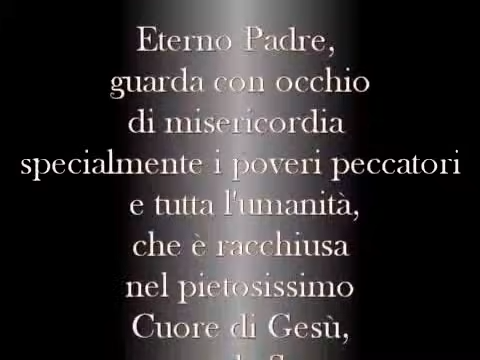 Eterno Padre,
guarda con occhio
di misericordia
specialmente i poveri peccatori
e tutta l'umanità,
che è racchiusa
nel pietosissimo
Cuore di Gesù,